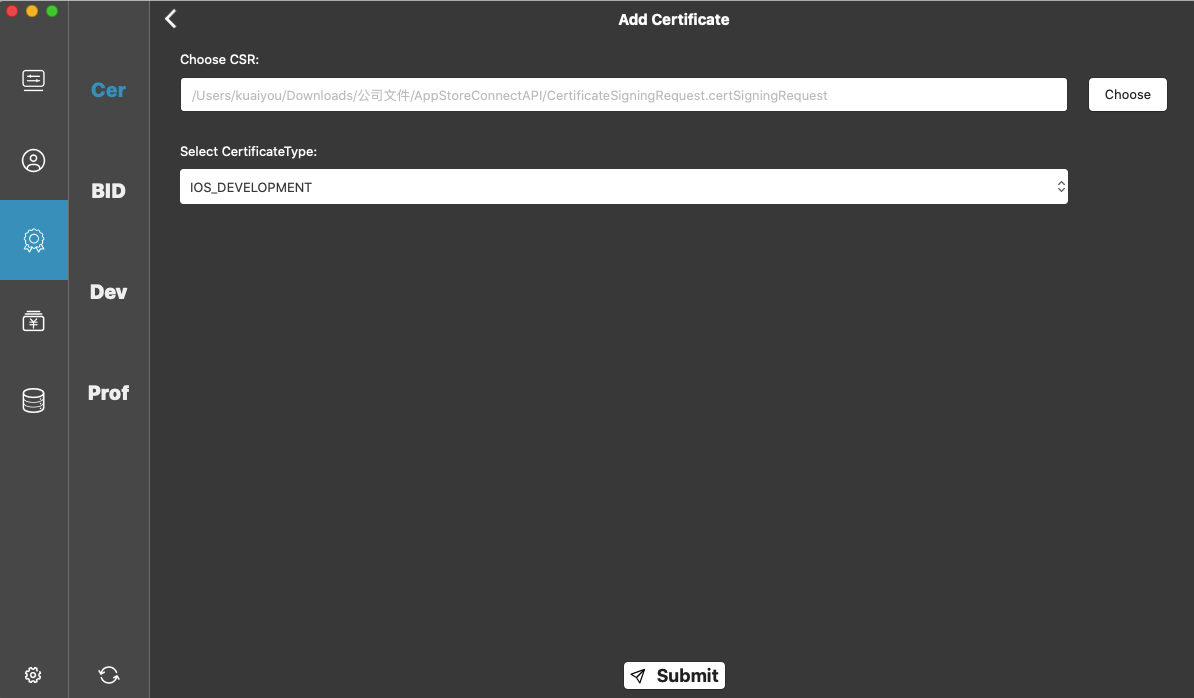 Add Certificate
Cer
BID
Dev
Prof
Choose CSR:
/Users/kuaiyou/Downloads/公司文件/AppStoreConnectAPI/CertificateSigningRequest.certSigningRequest
Choose
Select CertificateType:
IOS_DEVELOPMENT
Submit